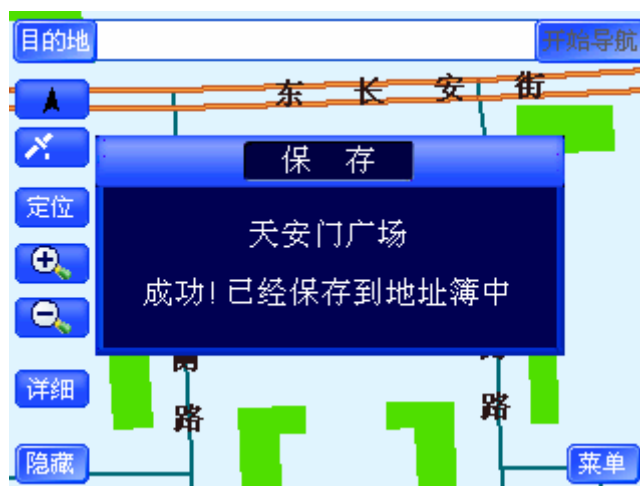 目的地
开始导航
东长安街
保 存
定位
天安门广场
成功!已经保存到地址簿中
详细
路
路
隐藏
菜单